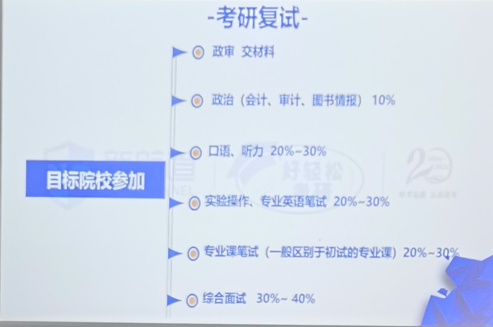 -考研复试-
政审 交材料
政治（会计、审计、图书情报）10%
口语、听力 20%~30%
目标院校参加
实验操作、专业英语笔试 20%~30%
专业课笔试（一般区别于初试的专业课）20%~30%
综合面试 30%~ 40%